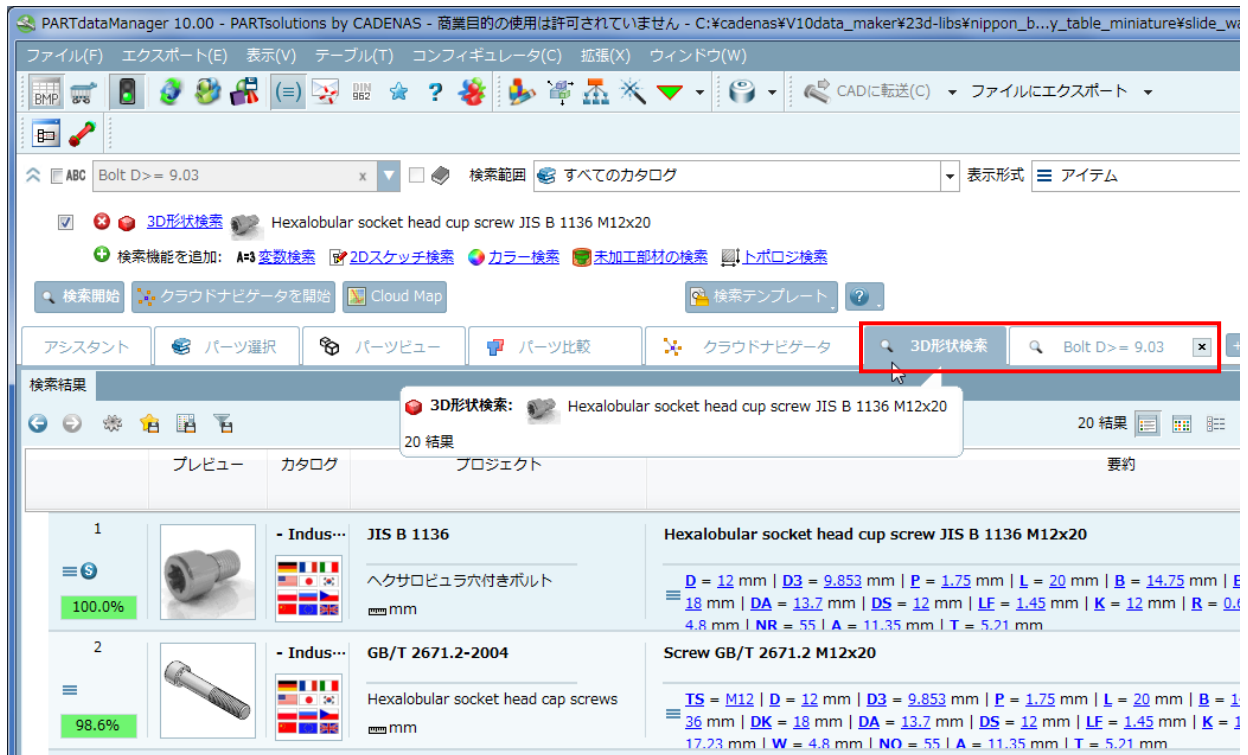 PARTdataManager 10.00 - PARTsolutions by CADENAS - 商業目的の使用は許可されていません - C:¥cadenas¥V10data_maker¥23d-libs¥nippon_b...y_table_miniature¥slide_wa
ファイル(F) エクスポート(E) 表示(V) テーブル(T) コンフィギュレータ(C) 拡張(X) ウィンドウ(W)
BMP DIN 962 CADに転送(C) ファイルにエクスポート
ABC Bolt D>= 9.03 x 検索範囲 すべてのカタログ 表示形式 アイテム
3D形状検索 Hexalobular socket head cup screw JIS B 1136 M12x20
検索機能を追加: A=3 変数検索 2Dスケッチ検索 カラー検索 未加工部材の検索 トポロジ検索
検索開始 クラウドナビゲータを開始 Cloud Map 検索テンプレート ?
アシスタント パーツ選択 パーツビュー パーツ比較 クラウドナビゲータ 3D形状検索 Bolt D>= 9.03
検索結果
3D形状検索: Hexalobular socket head cup screw JIS B 1136 M12x20
20 結果
20 結果
プレビュー カタログ プロジェクト 要約
1 - Indus… JIS B 1136 Hexalobular socket head cup screw JIS B 1136 M12x20
S ヘクサロビュラ穴付きボルト D = 12 mm | D3 = 9.853 mm | P = 1.75 mm | L = 20 mm | B = 14.75 mm |
100.0% mm 18 mm | DA = 13.7 mm | DS = 12 mm | LF = 1.45 mm | K = 12 mm | R = 0.6
4.8 mm | NR = 55 | A = 11.35 mm | T = 5.21 mm
2 - Indus… GB/T 2671.2-2004 Screw GB/T 2671.2 M12x20
Hexalobular socket head cap screws TS = M12 | D = 12 mm | D3 = 9.853 mm | P = 1.75 mm | L = 20 mm | B = 1
98.6% mm 36 mm | DK = 18 mm | DA = 13.7 mm | DS = 12 mm | LF = 1.45 mm | K = 1
17.23 mm | W = 4.8 mm | NO = 55 | A = 11.35 mm | T = 5.21 mm